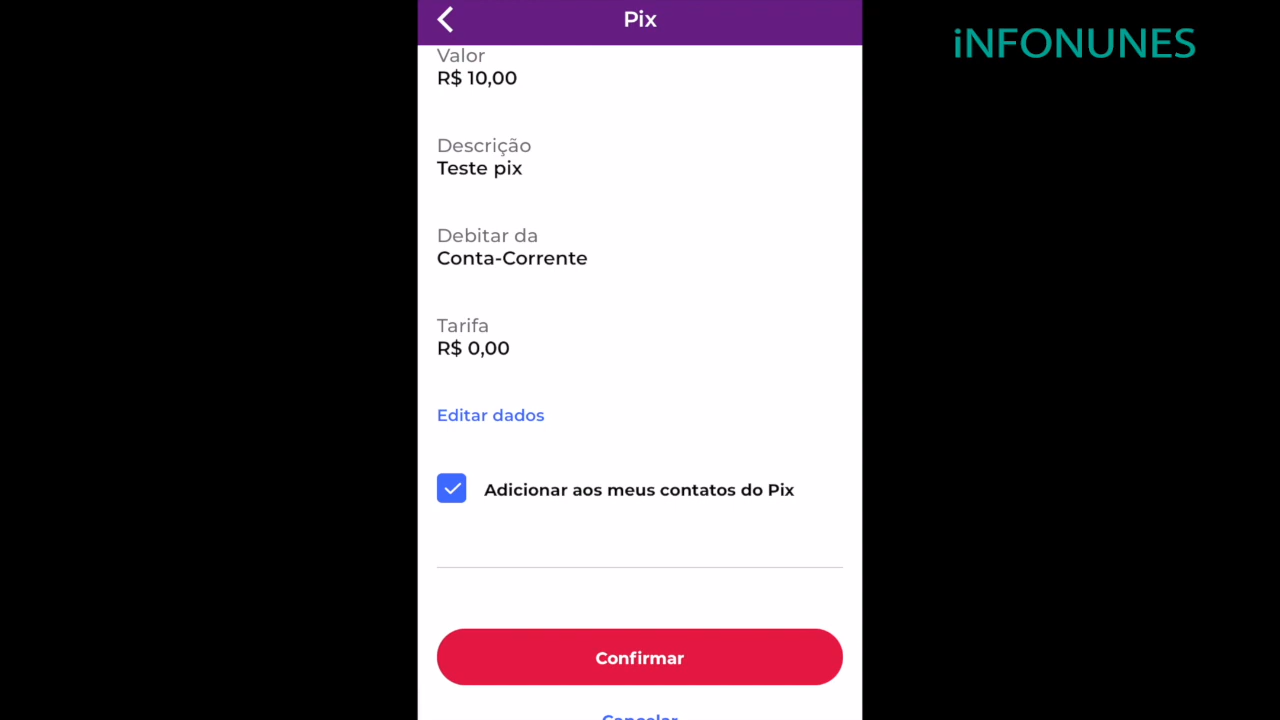 Pix
iNFONUNES
Valor
R$ 10,00
Descrição
Teste pix
Debitar da
Conta-Corrente
Tarifa
R$ 0,00
Editar dados
Adicionar aos meus contatos do Pix
Confirmar
Cancelar